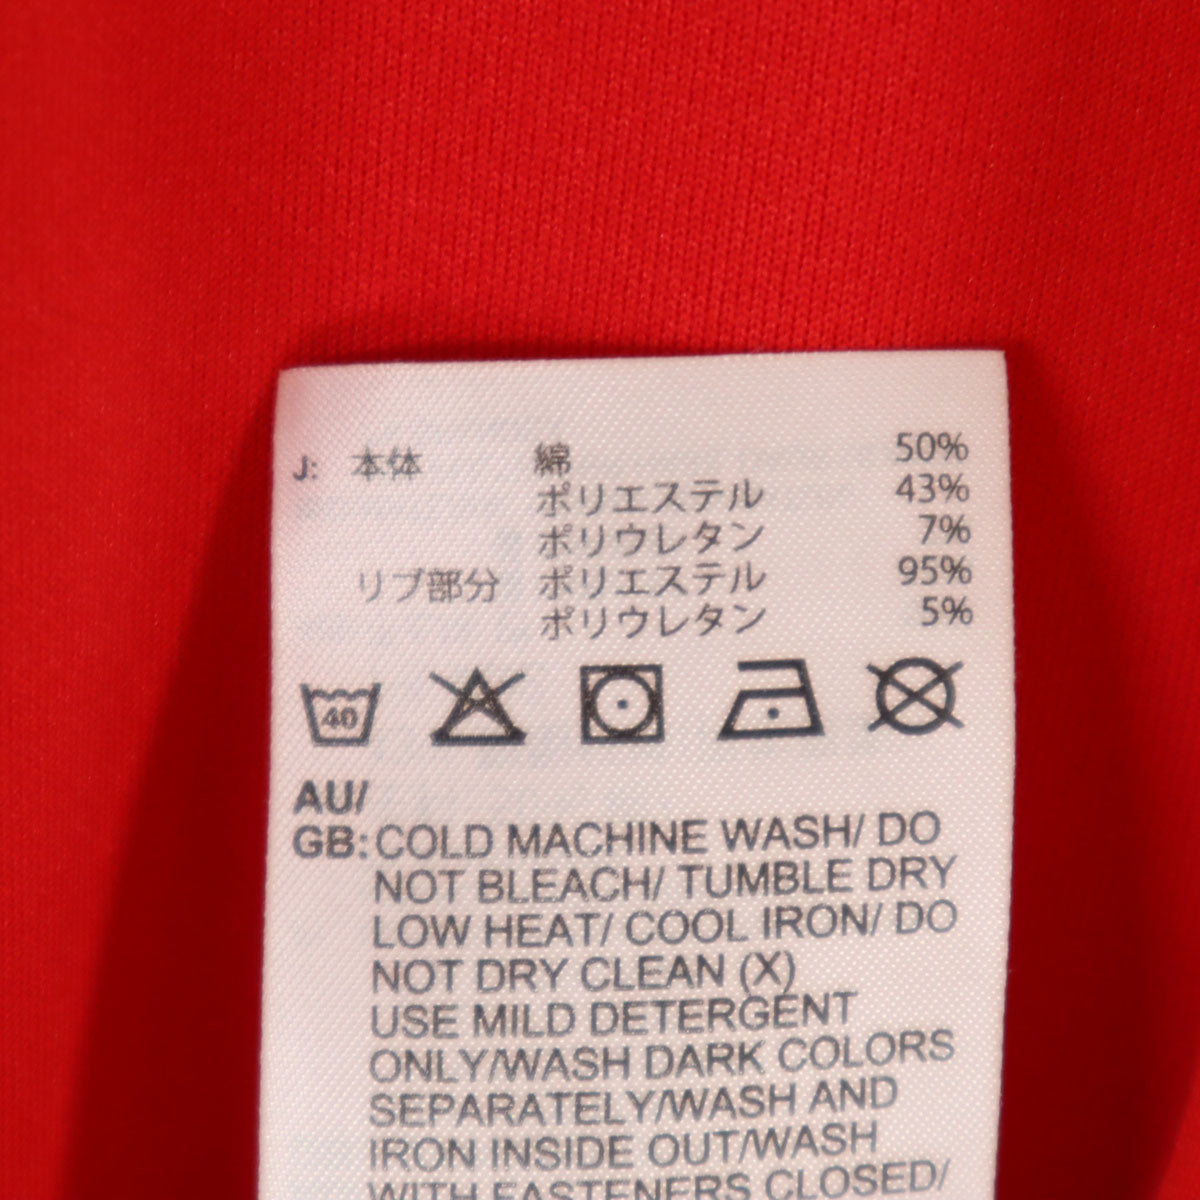 J: 本体 綿 50%
ポリエステル 43%
ポリウレタン 7%
リブ部分 ポリエステル 95%
ポリウレタン 5%
40
AU/
GB: COLD MACHINE WASH/ DO
NOT BLEACH/ TUMBLE DRY
LOW HEAT/ COOL IRON/ DO
NOT DRY CLEAN (X)
USE MILD DETERGENT
ONLY/WASH DARK COLORS
SEPARATELY/WASH AND
IRON INSIDE OUT/WASH
WITH FASTENERS CLOSED/